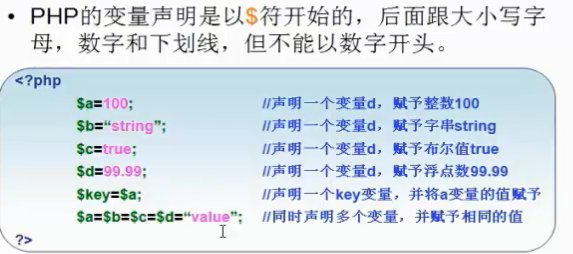 • PHP的变量声明是以$符开始的，后面跟大小写字
母，数字和下划线，但不能以数字开头。
<?php
$a=100; //声明一个变量d，赋予整数100
$b=“string”; //声明一个变量d，赋予字串string
$c=true; //声明一个变量d，赋予布尔值true
$d=99.99; //声明一个变量d，赋予浮点数99.99
$key=$a; //声明一个key变量，并将a变量的值赋予
$a=$b=$c=$d=“value”; //同时声明多个变量，并赋予相同的值
?>